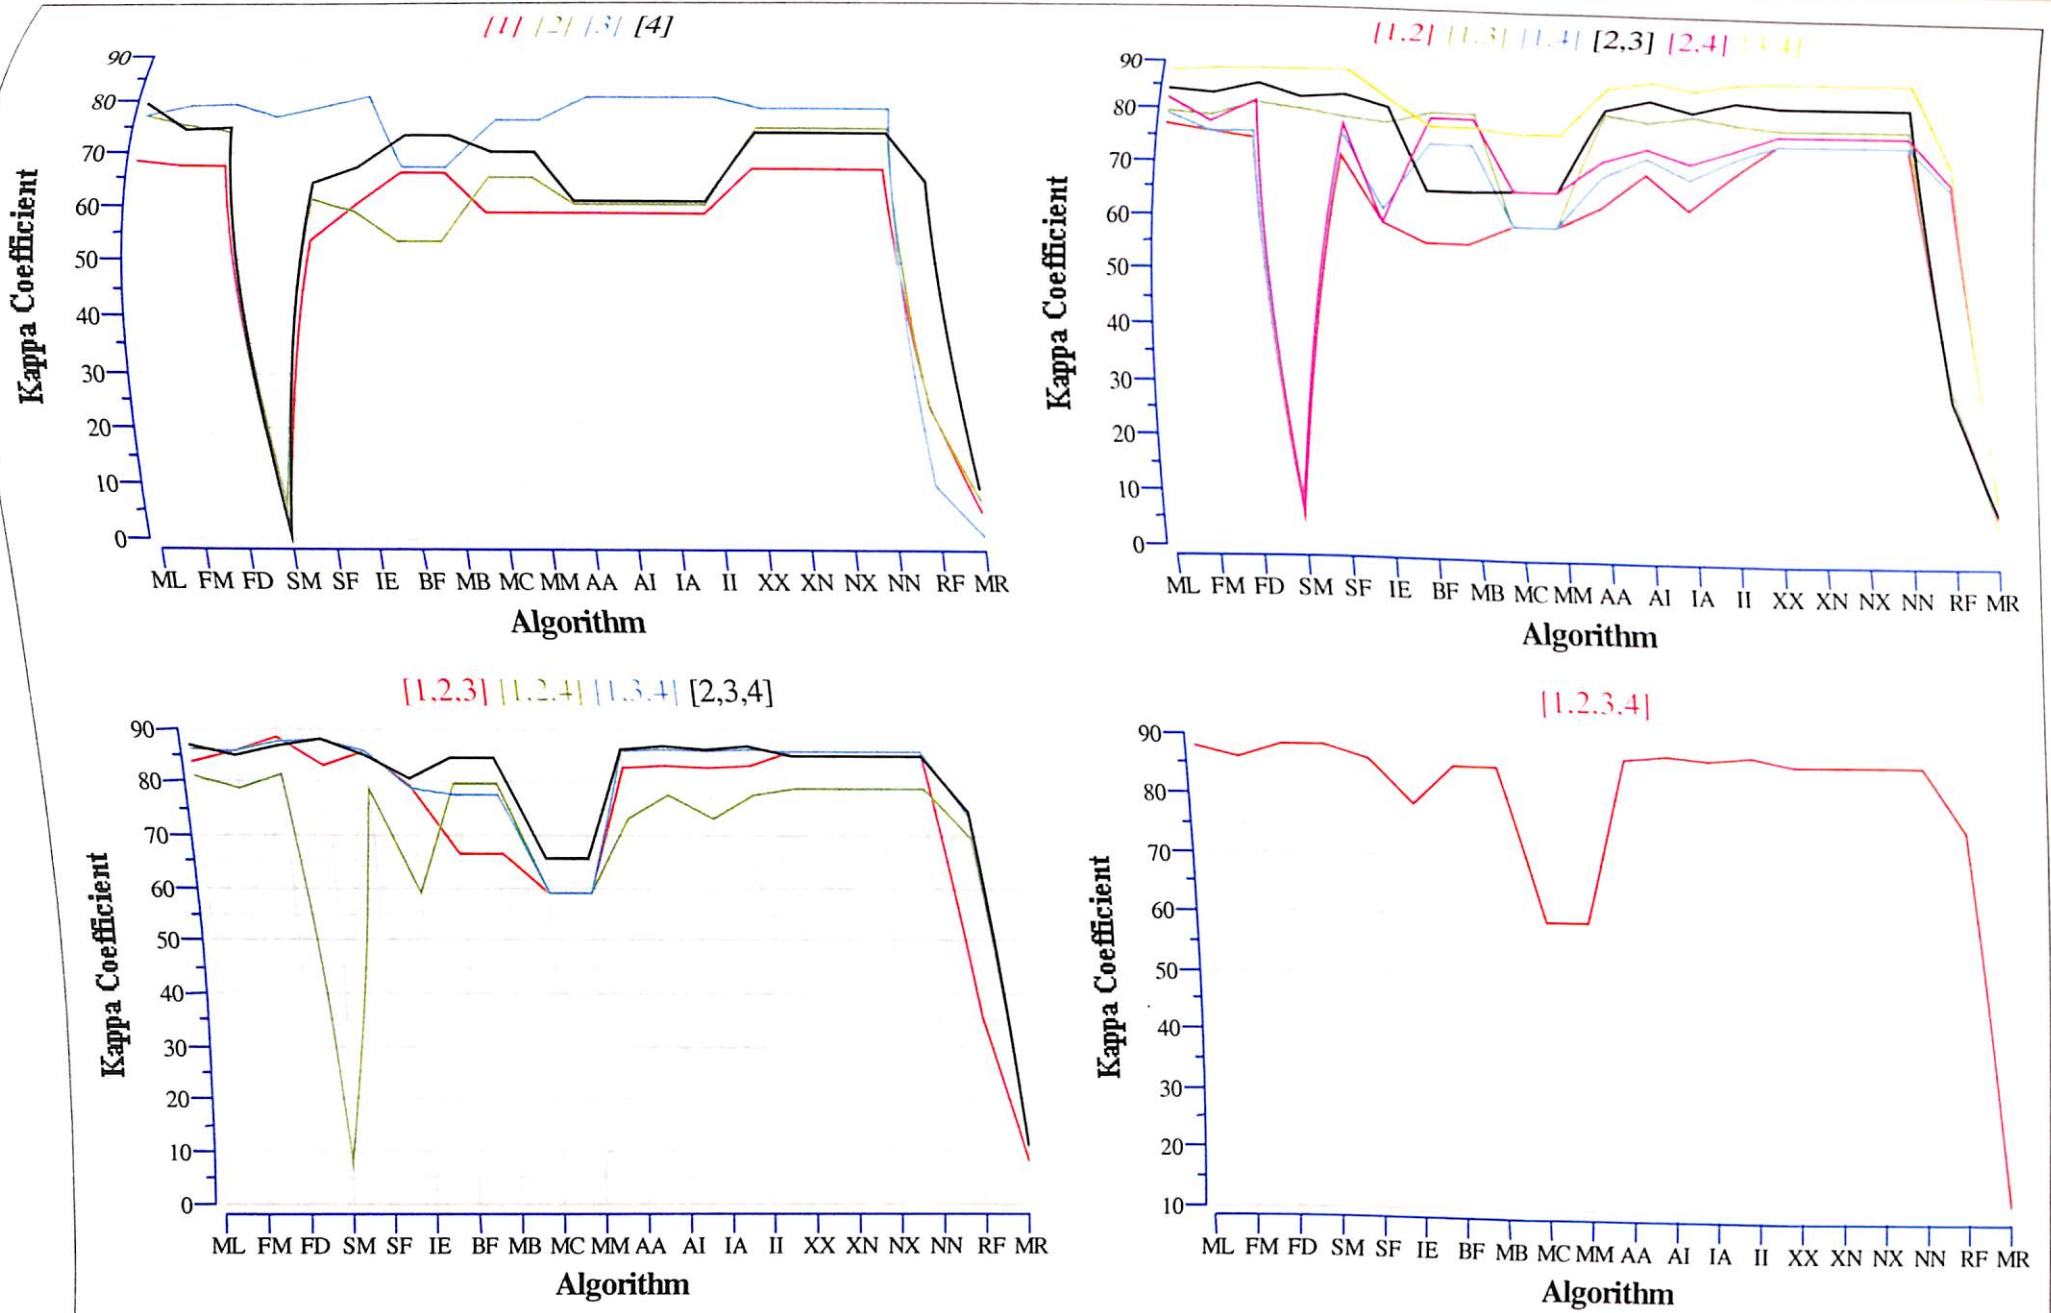 [1] [2] [3] [4]
90
80
70
60
50
40
30
20
10
0
Kappa Coefficient
ML FM FD SM SF IE BF MB MC MM AA AI IA II XX XN NX NN RF MR
Algorithm
[1,2] [1,3] [1,4] [2,3] [2,4] [3,4]
90
80
70
60
50
40
30
20
10
0
Kappa Coefficient
ML FM FD SM SF IE BF MB MC MM AA AI IA II XX XN NX NN RF MR
Algorithm
[1,2,3] [1,2,4] [1,3,4] [2,3,4]
90
80
70
60
50
40
30
20
10
0
Kappa Coefficient
ML FM FD SM SF IE BF MB MC MM AA AI IA II XX XN NX NN RF MR
Algorithm
[1,2,3,4]
90
80
70
60
50
40
30
20
10
Kappa Coefficient
ML FM FD SM SF IE BF MB MC MM AA AI IA II XX XN NX NN RF MR
Algorithm